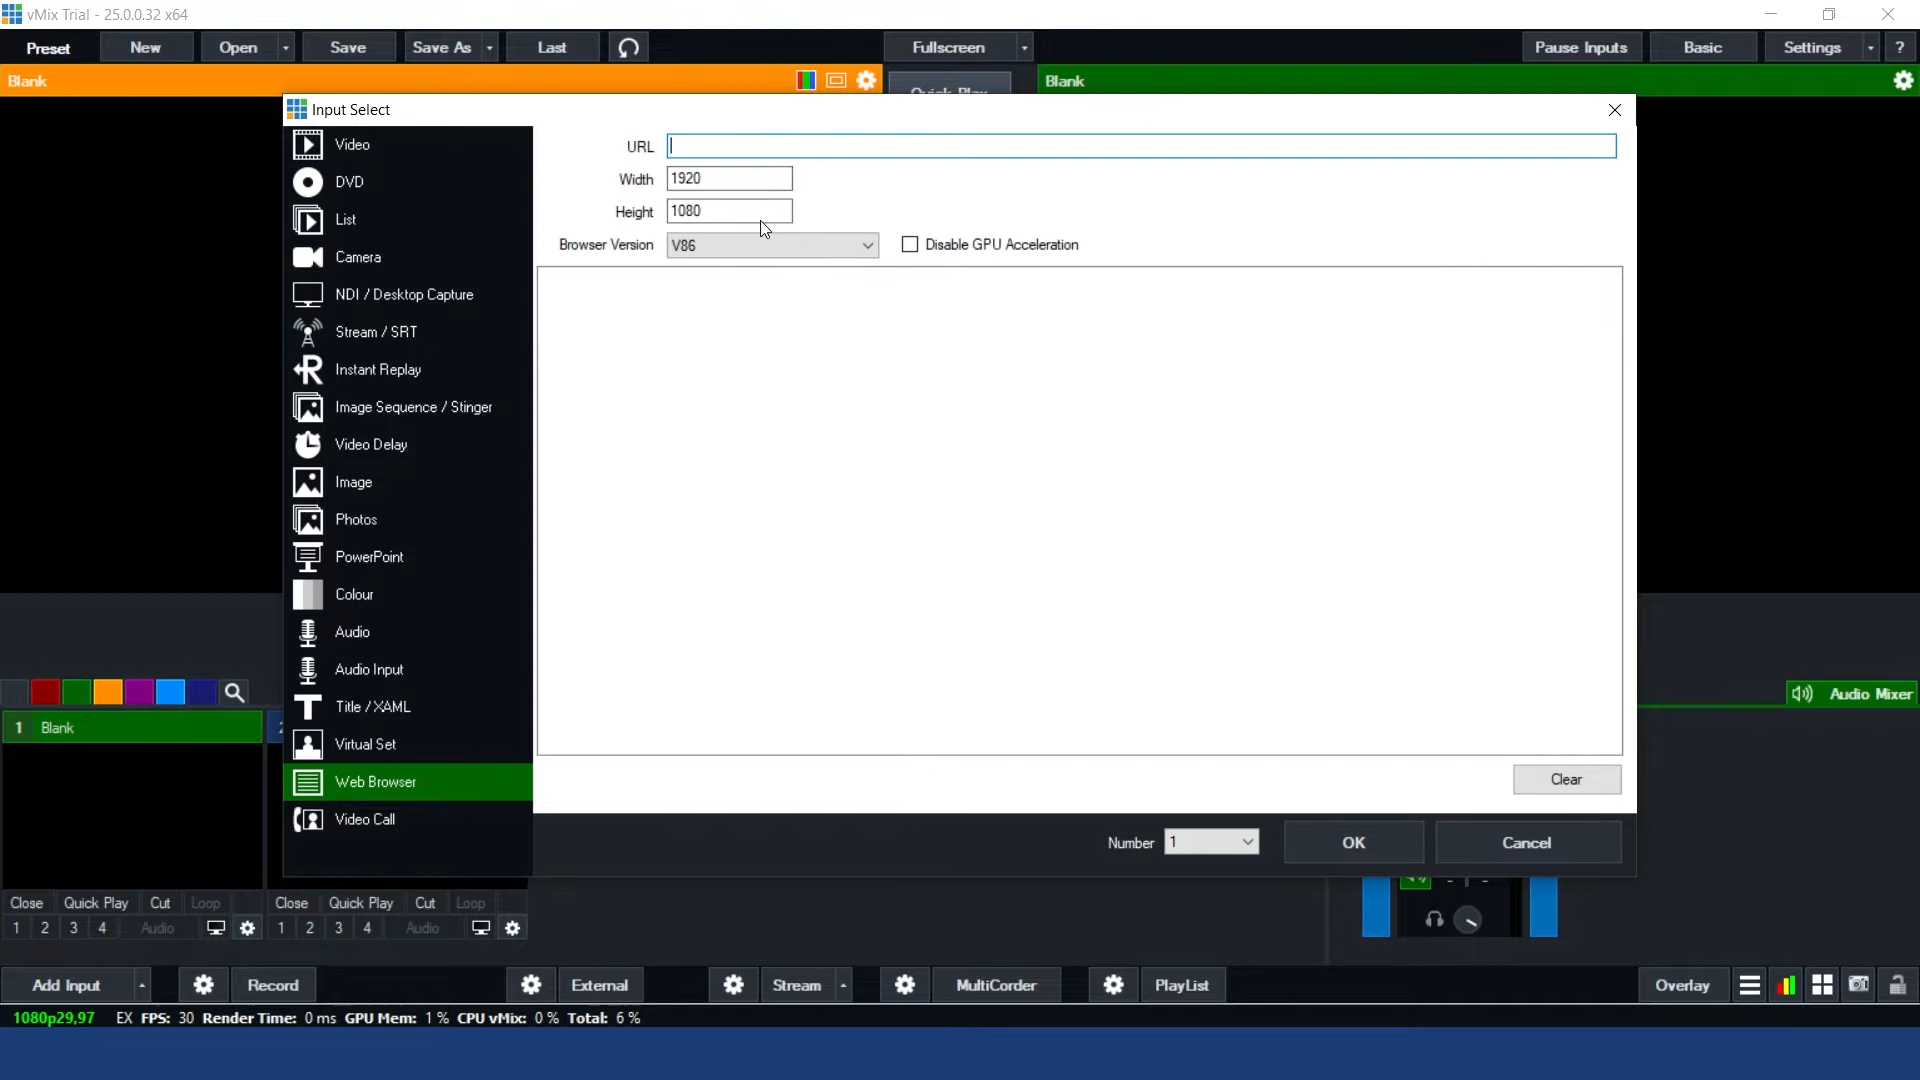 vMix Trial - 25.0.0.32 x64
Preset New Open Save Save As Last Fullscreen Pause Inputs Basic Settings ?
Blank Blank
Input Select
Video
DVD
List
Camera
NDI / Desktop Capture
Stream / SRT
Instant Replay
Image Sequence / Stinger
Video Delay
Image
Photos
PowerPoint
Colour
Audio
Audio Input
Title / XAML
Virtual Set
Web Browser
Video Call
URL
Width 1920
Height 1080
Browser Version V86 Disable GPU Acceleration
Clear
Number 1 OK Cancel
Audio Mixer
1 Blank
Close Quick Play Cut Loop Close Quick Play Cut Loop
1 2 3 4 Audio 1 2 3 4 Audio
Add Input Record External Stream MultiCorder PlayList Overlay
1080p29,97 EX FPS: 30 Render Time: 0 ms GPU Mem: 1 % CPU vMix: 0 % Total: 6 %